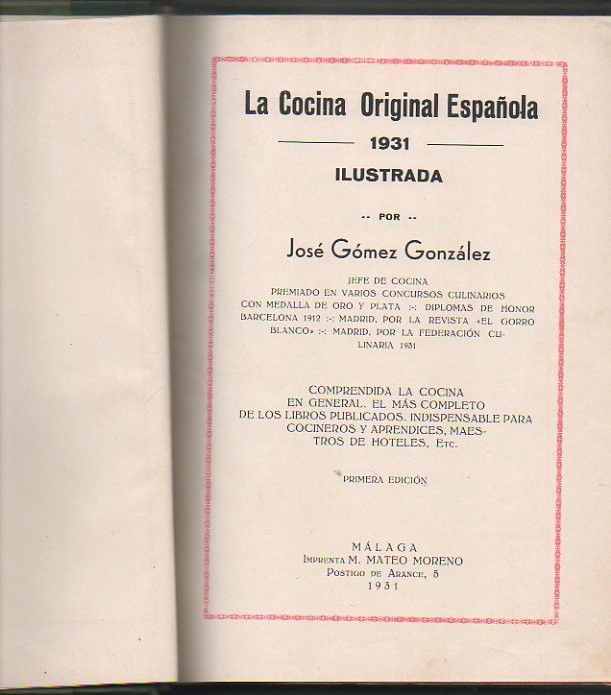 La Cocina Original Española
1931
ILUSTRADA
-- POR --
José Gómez González
JEFE DE COCINA
PREMIADO EN VARIOS CONCURSOS CULINARIOS
CON MEDALLA DE ORO Y PLATA :-: DIPLOMAS DE HONOR
BARCELONA 1912 :-: MADRID, POR LA REVISTA «EL GORRO
BLANCO» :-: MADRID, POR LA FEDERACIÓN CU-
LINARIA 1931
COMPRENDIDA LA COCINA
EN GENERAL. EL MÁS COMPLETO
DE LOS LIBROS PUBLICADOS. INDISPENSABLE PARA
COCINEROS Y APRENDICES, MAES-
TROS DE HOTELES, ETC.
PRIMERA EDICIÓN
MÁLAGA
IMPRENTA M. MATEO MORENO
POSTIGO DE ARANCE, 5
1931